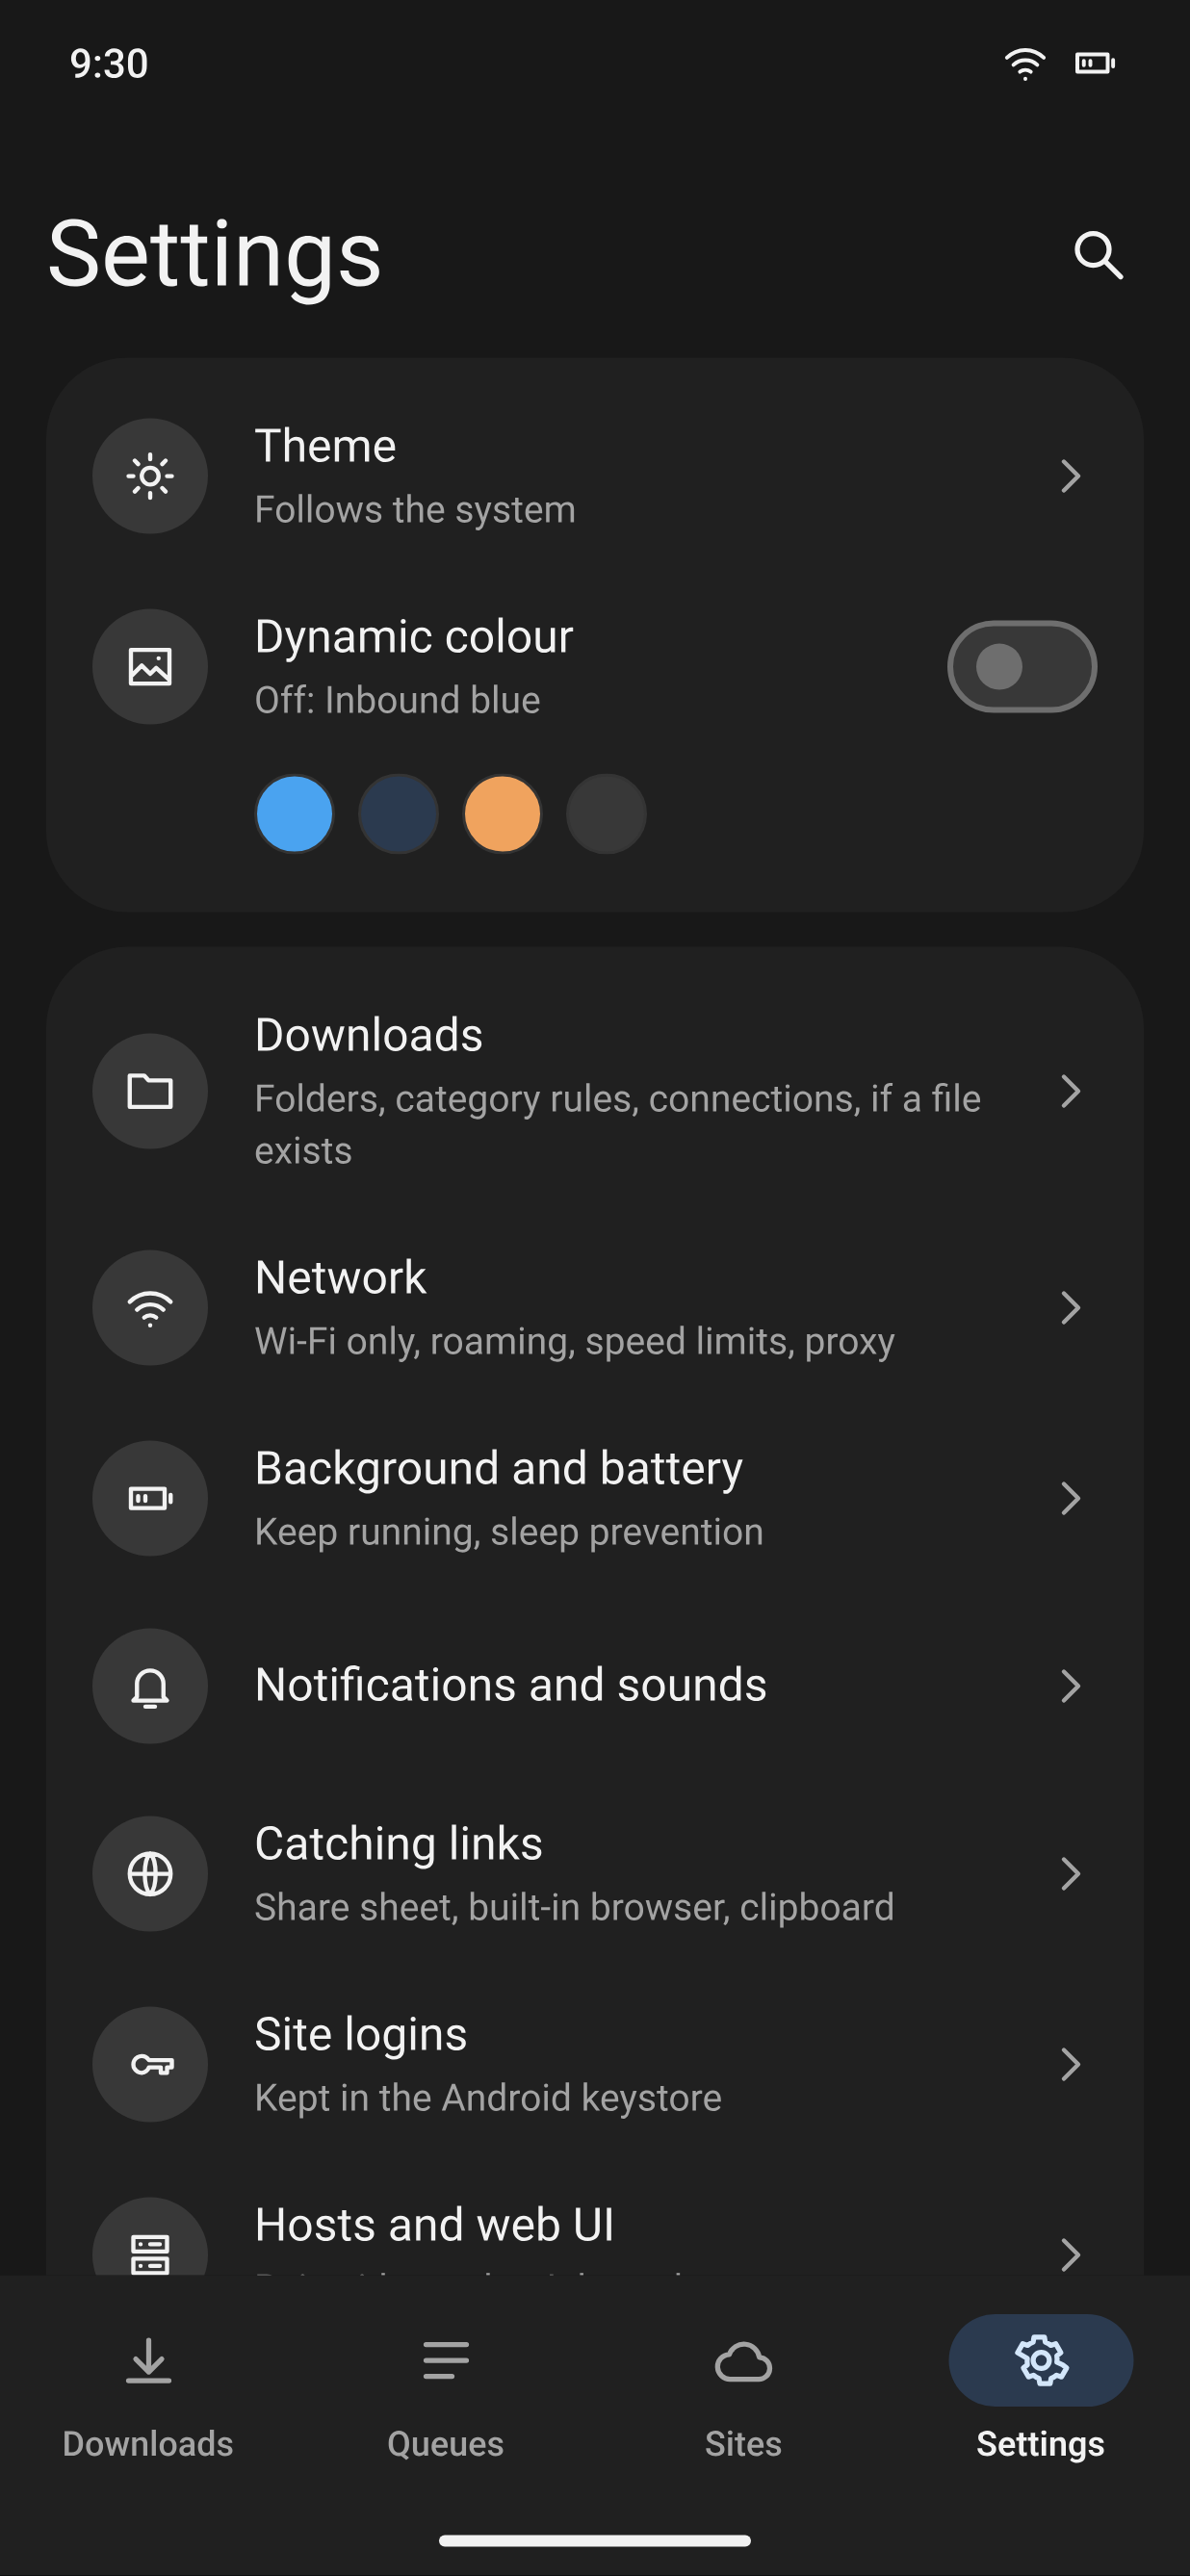 9:30
Settings
Theme
Follows the system
Dynamic colour
Off: Inbound blue
Downloads
Folders, category rules, connections, if a file
exists
Network
Wi-Fi only, roaming, speed limits, proxy
Background and battery
Keep running, sleep prevention
Notifications and sounds
Catching links
Share sheet, built-in browser, clipboard
Site logins
Kept in the Android keystore
Hosts and web UI
Downloads
Queues
Sites
Settings